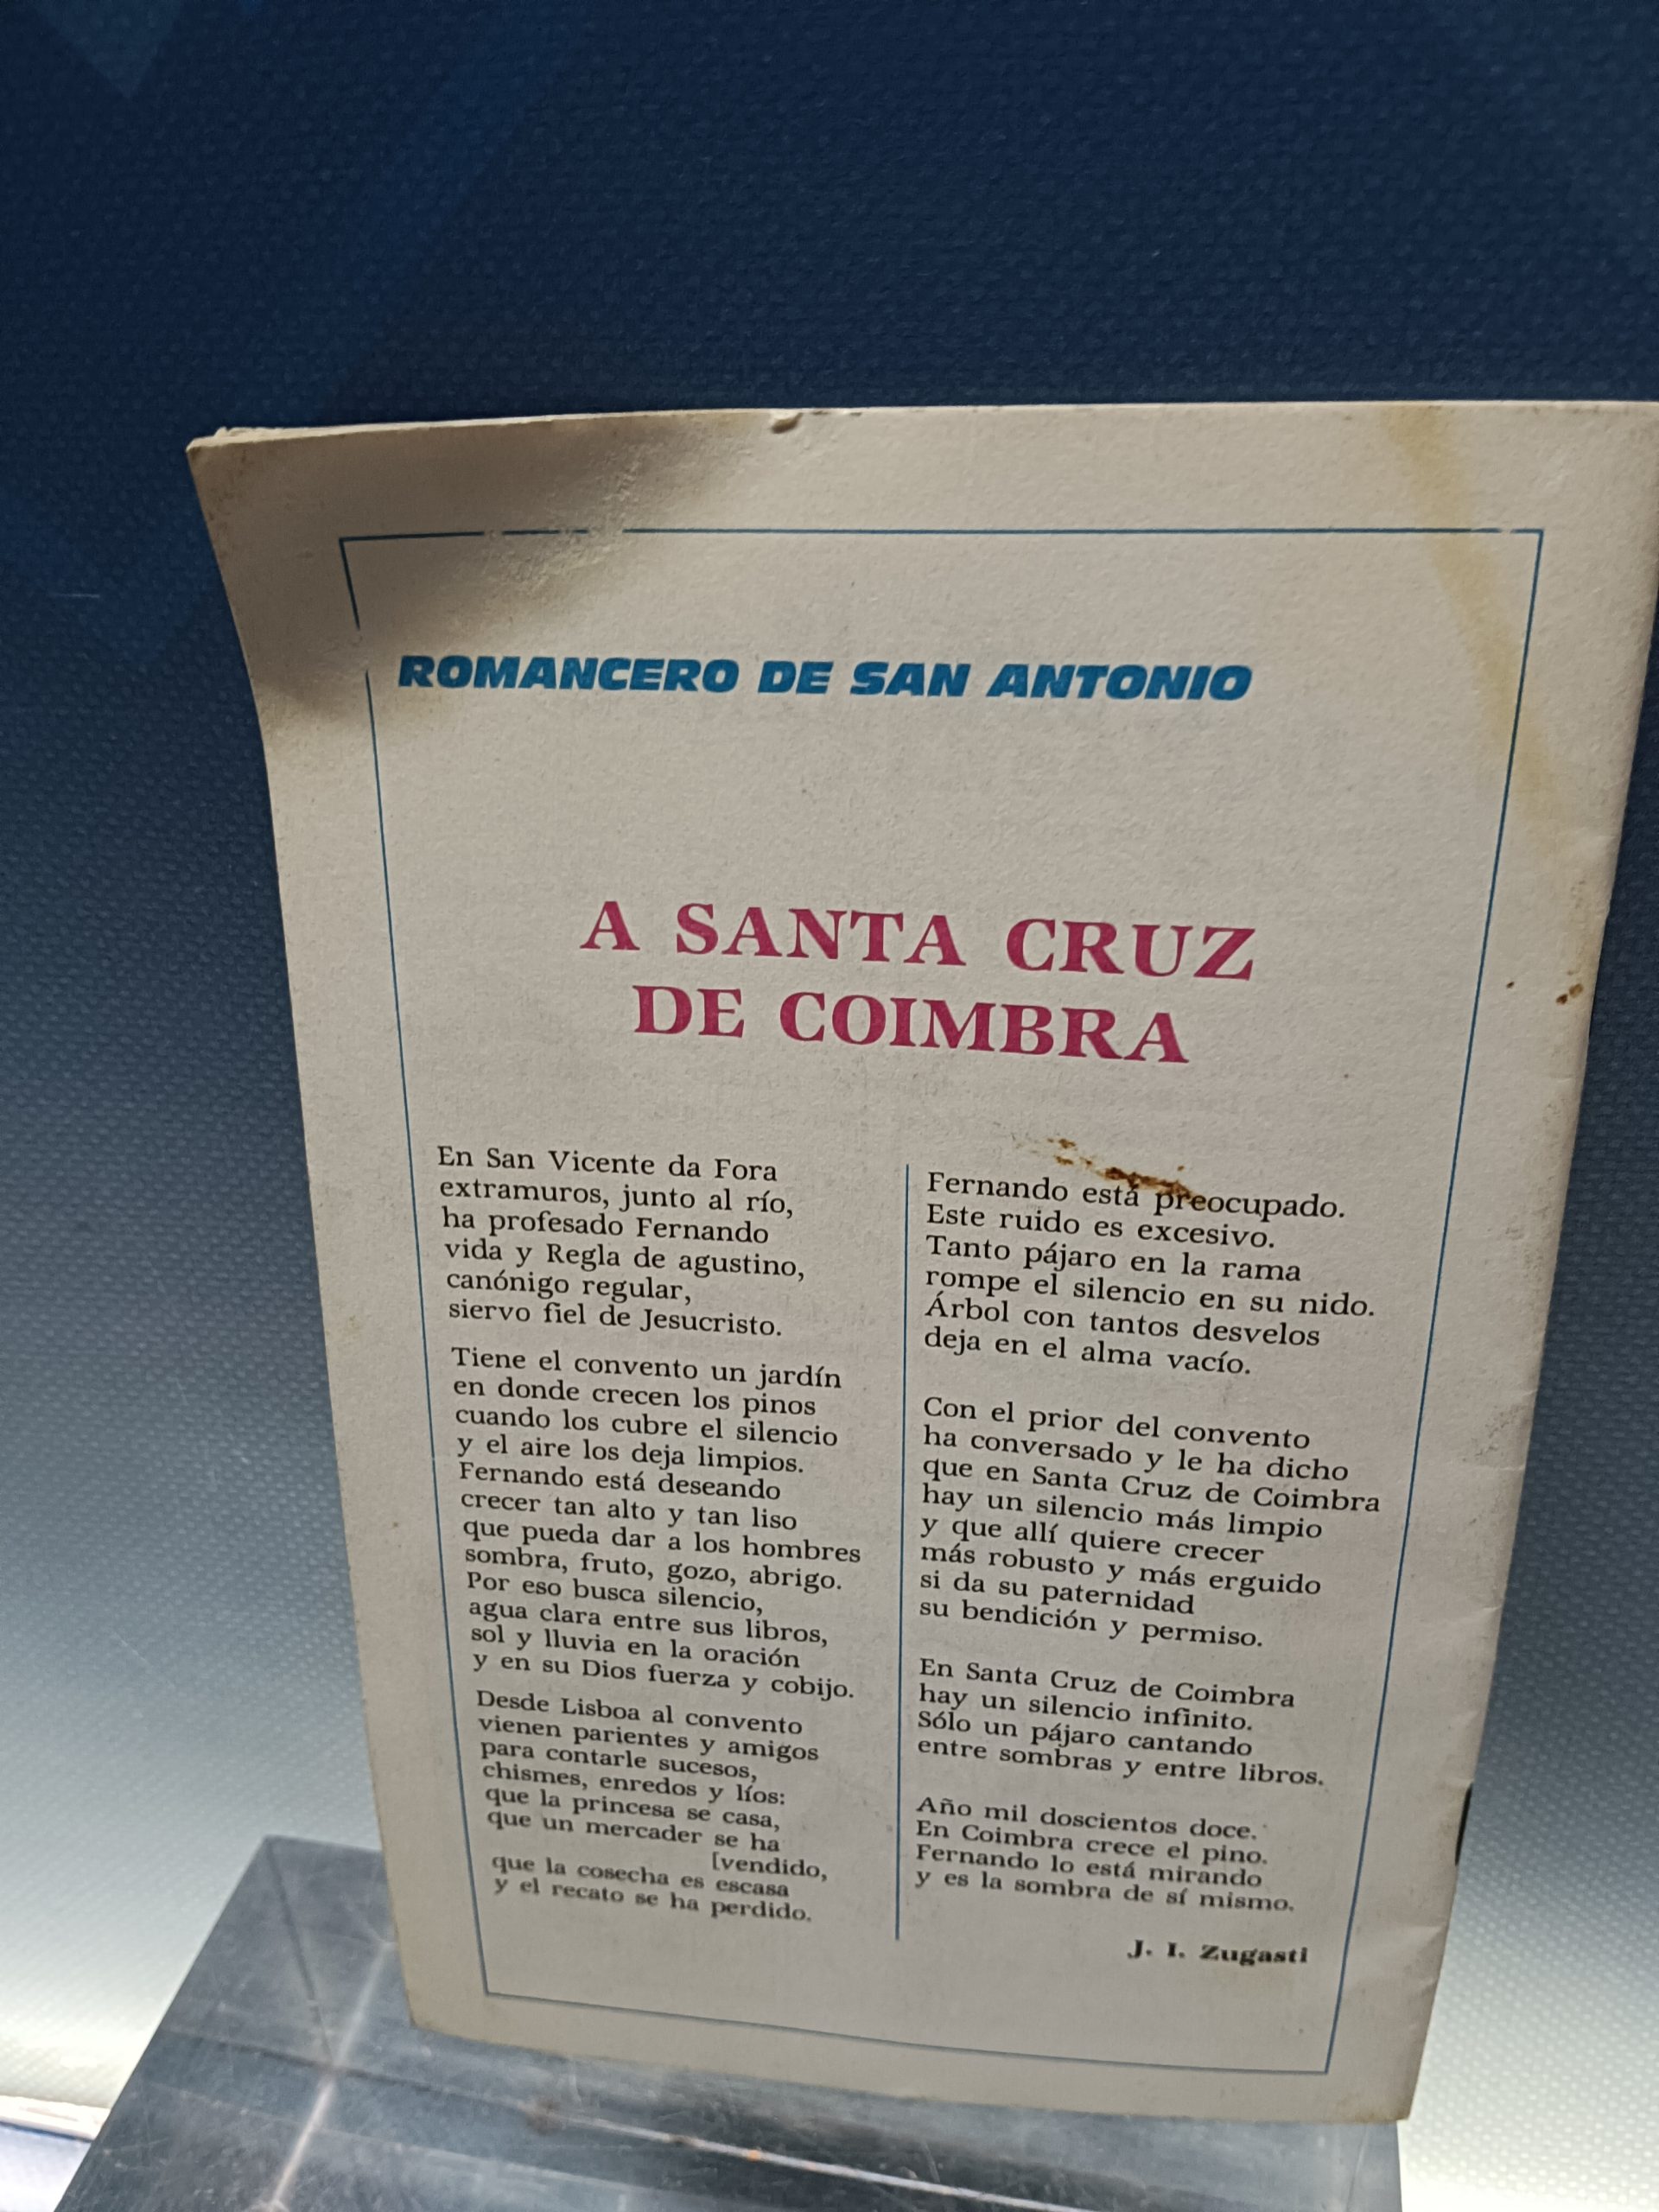 ROMANCERO DE SAN ANTONIO
A SANTA CRUZ
DE COIMBRA
En San Vicente da Fora
extramuros, junto al río,
ha profesado Fernando
vida y Regla de agustino,
canónigo regular,
siervo fiel de Jesucristo.
Tiene el convento un jardín
en donde crecen los pinos
cuando los cubre el silencio
y el aire los deja limpios.
Fernando está deseando
crecer tan alto y tan liso
que pueda dar a los hombres
sombra, fruto, gozo, abrigo.
Por eso busca silencio,
agua clara entre sus libros,
sol y lluvia en la oración
y en su Dios fuerza y cobijo.
Desde Lisboa al convento
vienen parientes y amigos
para contarle sucesos,
chismes, enredos y líos:
que la princesa se casa,
que un mercader se ha
[vendido,
que la cosecha es escasa
y el recato se ha perdido.
Fernando está preocupado.
Este ruido es excesivo.
Tanto pájaro en la rama
rompe el silencio en su nido.
Árbol con tantos desvelos
deja en el alma vacío.
Con el prior del convento
ha conversado y le ha dicho
que en Santa Cruz de Coimbra
hay un silencio más limpio
y que allí quiere crecer
más robusto y más erguido
si da su paternidad
su bendición y permiso.
En Santa Cruz de Coimbra
hay un silencio infinito.
Sólo un pájaro cantando
entre sombras y entre libros.
Año mil doscientos doce.
En Coimbra crece el pino.
Fernando lo está mirando
y es la sombra de sí mismo.
J. I. Zugasti